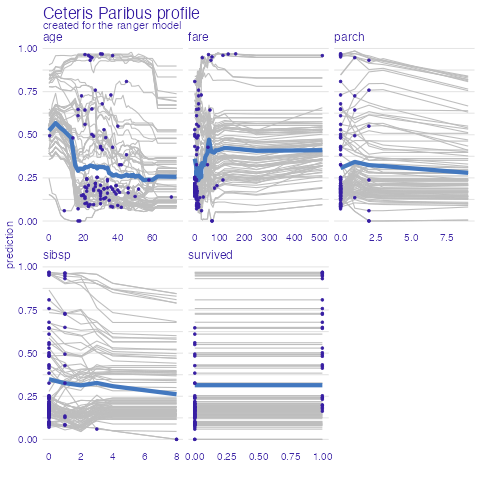 Ceteris Paribus profile
created for the ranger model
age fare parch
1.00
0.75
0.50
0.25
0.00
0 20 40 60 0 100 200 300 400 500 0.0 2.5 5.0 7.5
prediction
sibsp survived
1.00
0.75
0.50
0.25
0.00
0 2 4 6 8 0.00 0.25 0.50 0.75 1.00